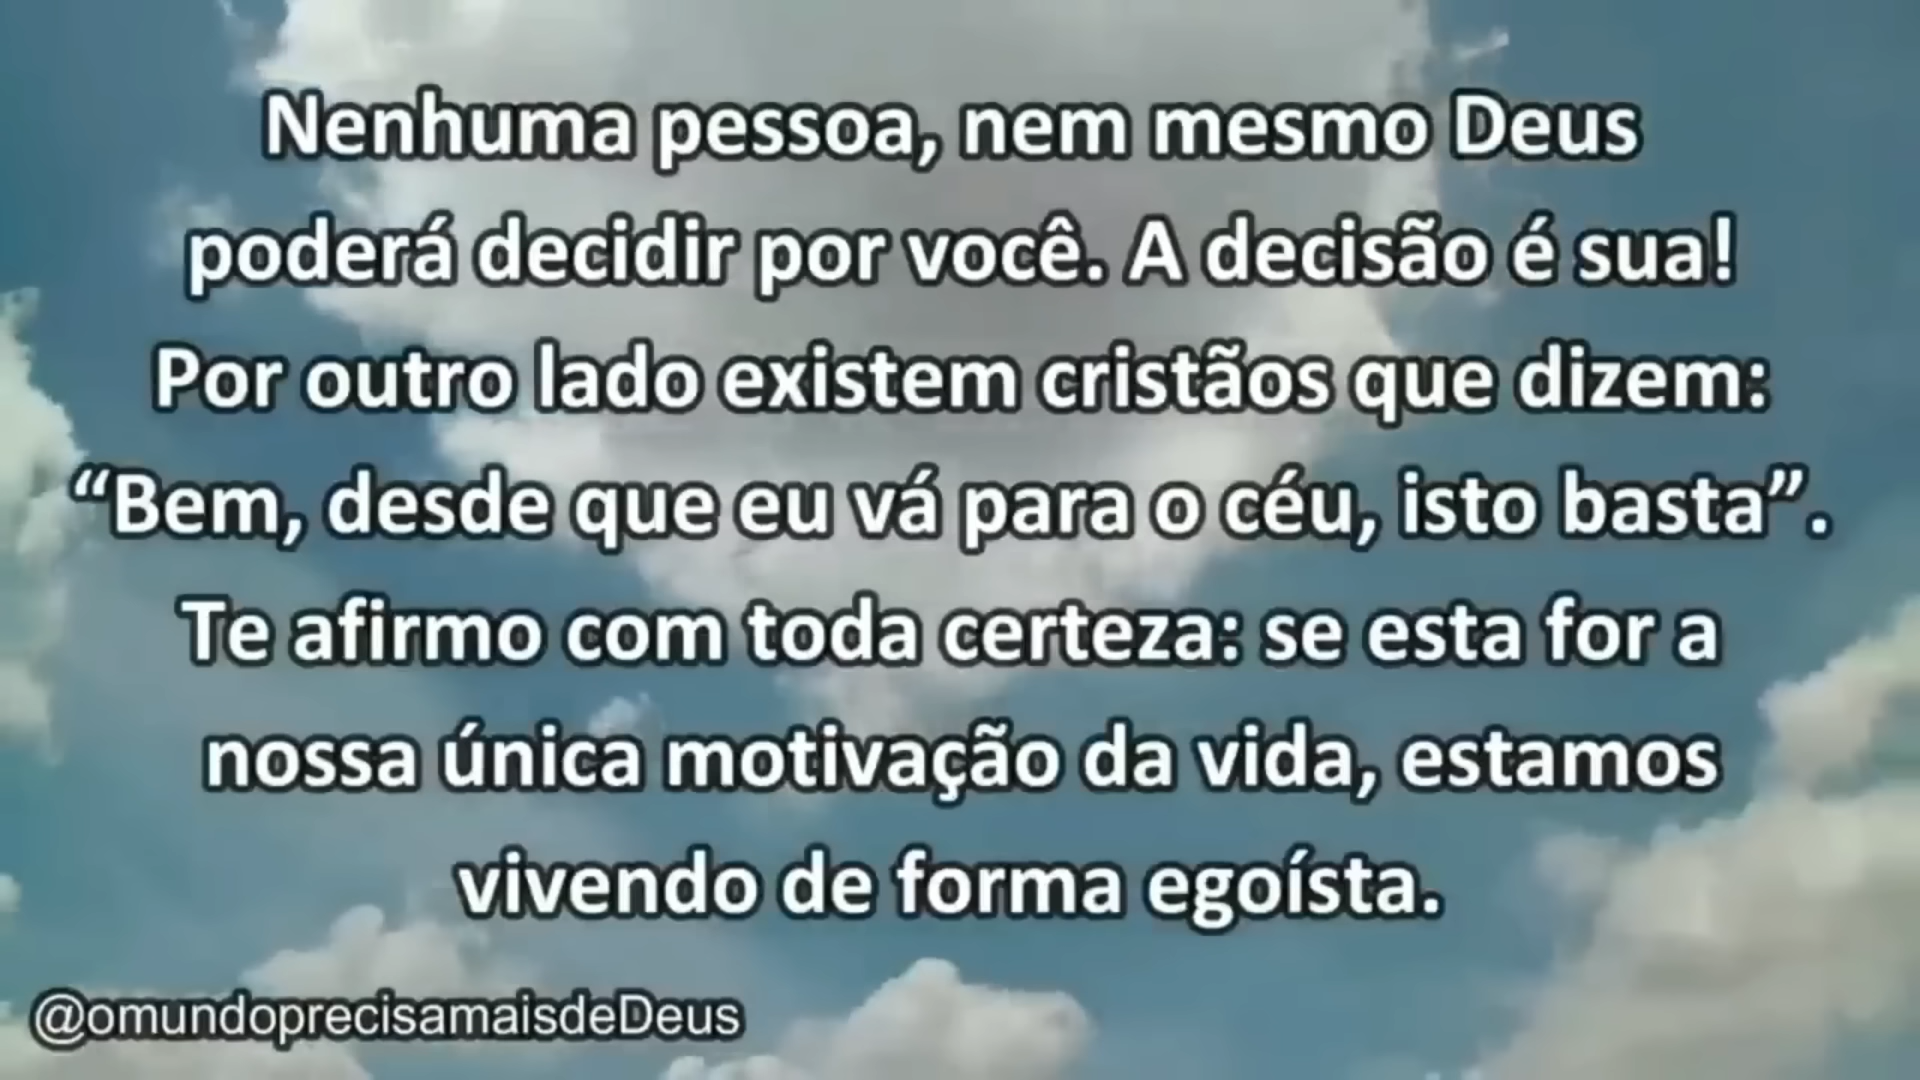 Nenhuma pessoa, nem mesmo Deus
poderá decidir por você. A decisão é sua!
Por outro lado existem cristãos que dizem:
“Bem, desde que eu vá para o céu, isto basta”.
Te afirmo com toda certeza: se esta for a
nossa única motivação da vida, estamos
vivendo de forma egoísta.
@omundoprecisamaisdeDeus